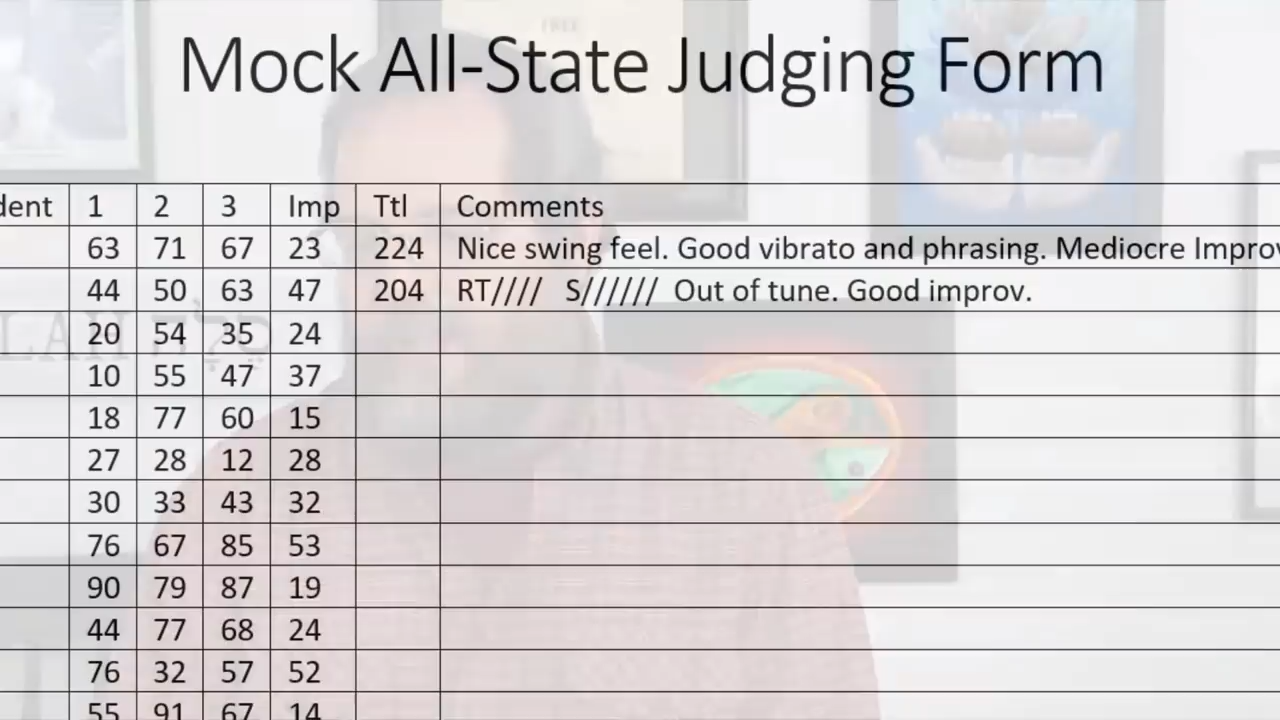 Mock All-State Judging Form
dent 1 2 3 Imp Ttl Comments
63 71 67 23 224 Nice swing feel. Good vibrato and phrasing. Mediocre Improv
44 50 63 47 204 RT//// S////// Out of tune. Good improv.
20 54 35 24
10 55 47 37
18 77 60 15
27 28 12 28
30 33 43 32
76 67 85 53
90 79 87 19
44 77 68 24
76 32 57 52
55 91 67 14
LAH סֶלָה
FREE